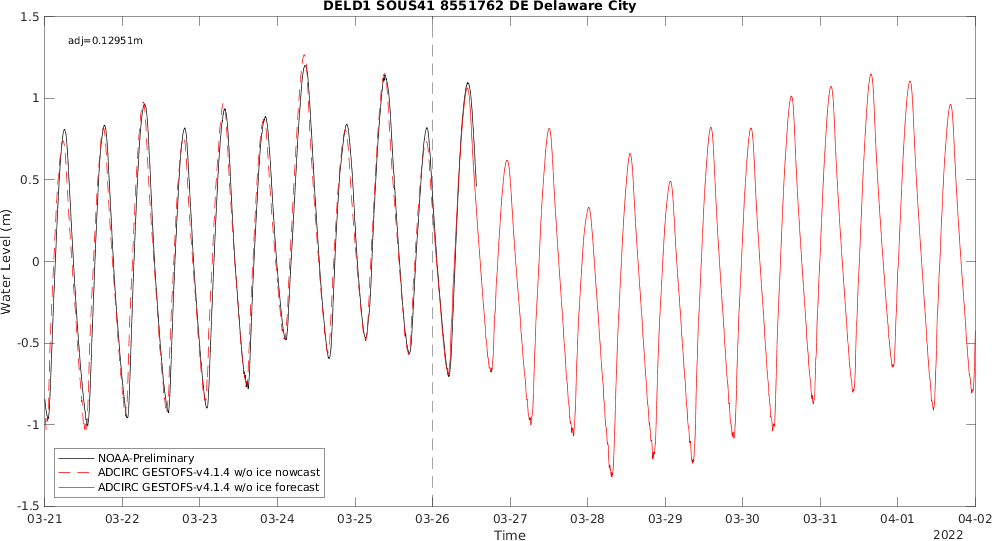 DELD1 SOUS41 8551762 DE Delaware City
adj=0.12951m
1.5
1
0.5
0
-0.5
-1
-1.5
Water Level (m)
NOAA-Preliminary
ADCIRC GESTOFS-v4.1.4 w/o ice nowcast
ADCIRC GESTOFS-v4.1.4 w/o ice forecast
03-21 03-22 03-23 03-24 03-25 03-26 03-27 03-28 03-29 03-30 03-31 04-01 04-02
Time
2022